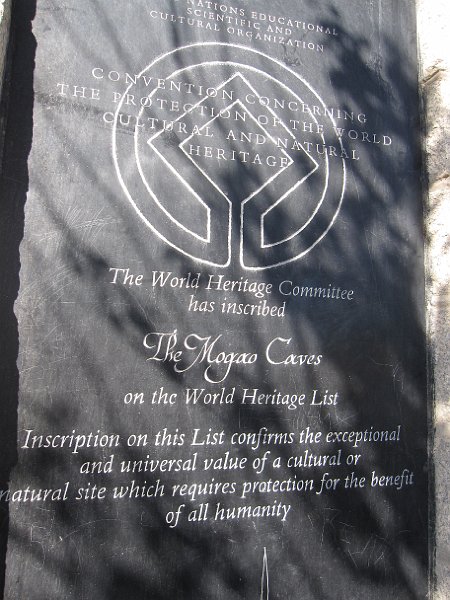 NATIONS EDUCATIONAL
SCIENTIFIC AND
CULTURAL ORGANIZATION
CONVENTION CONCERNING
THE PROTECTION OF THE WORLD
CULTURAL AND NATURAL
HERITAGE
The World Heritage Committee
has inscribed
The Mogao Caves
on the World Heritage List
Inscription on this List confirms the exceptional
and universal value of a cultural or
natural site which requires protection for the benefit
of all humanity